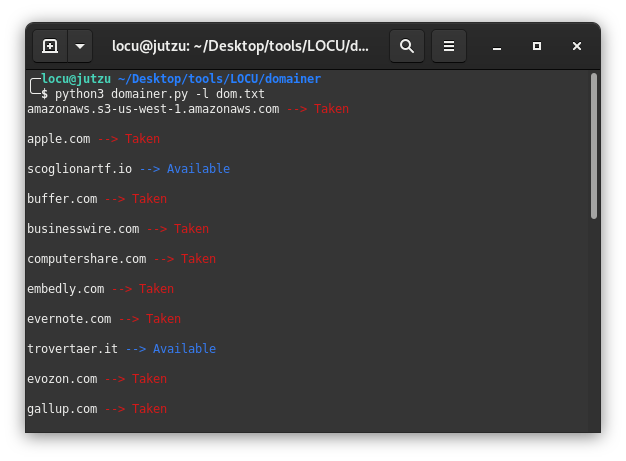 locu@jutzu: ~/Desktop/tools/LOCU/d...
locu@jutzu ~/Desktop/tools/LOCU/domainer
$ python3 domainer.py -l dom.txt
amazonaws.s3-us-west-1.amazonaws.com --> Taken
apple.com --> Taken
scoglionartf.io --> Available
buffer.com --> Taken
businesswire.com --> Taken
computershare.com --> Taken
embedly.com --> Taken
evernote.com --> Taken
trovertaer.it --> Available
evozon.com --> Taken
gallup.com --> Taken